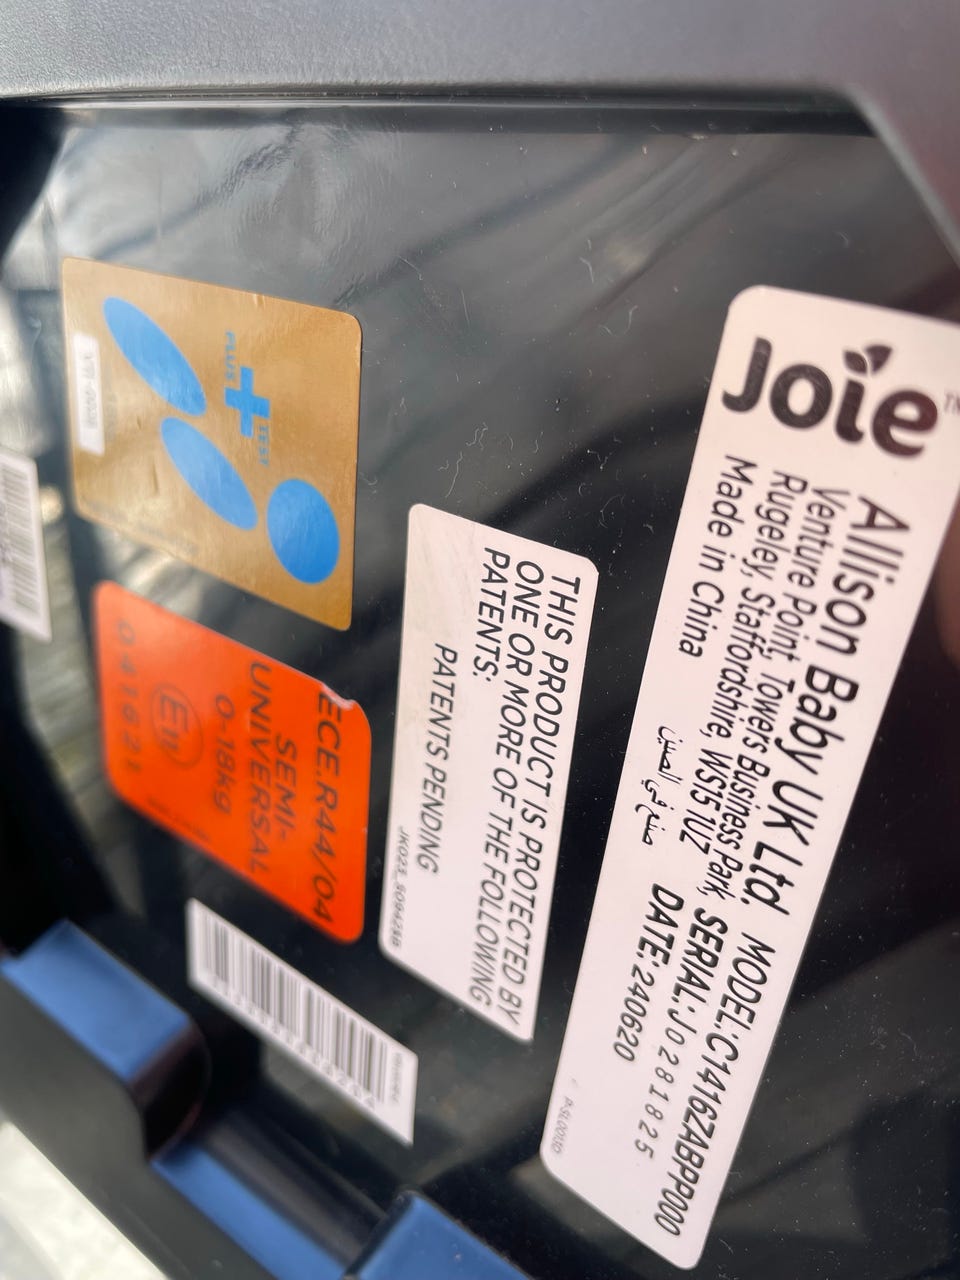 Joie™
Allison Baby UK Ltd.
Venture Point, Towers Business Park,
Rugeley, Staffordshire, WS15 1UZ
Made in China
صنع في الصين
MODEL:C1416ZABPP000
SERIAL:J0281825
DATE:240620
P-SL0013D
THIS PRODUCT IS PROTECTED BY
ONE OR MORE OF THE FOLLOWING
PATENTS:
PATENTS PENDING
PLUS
TEST
ECE.R44/04
SEMI-
UNIVERSAL
0-18kg